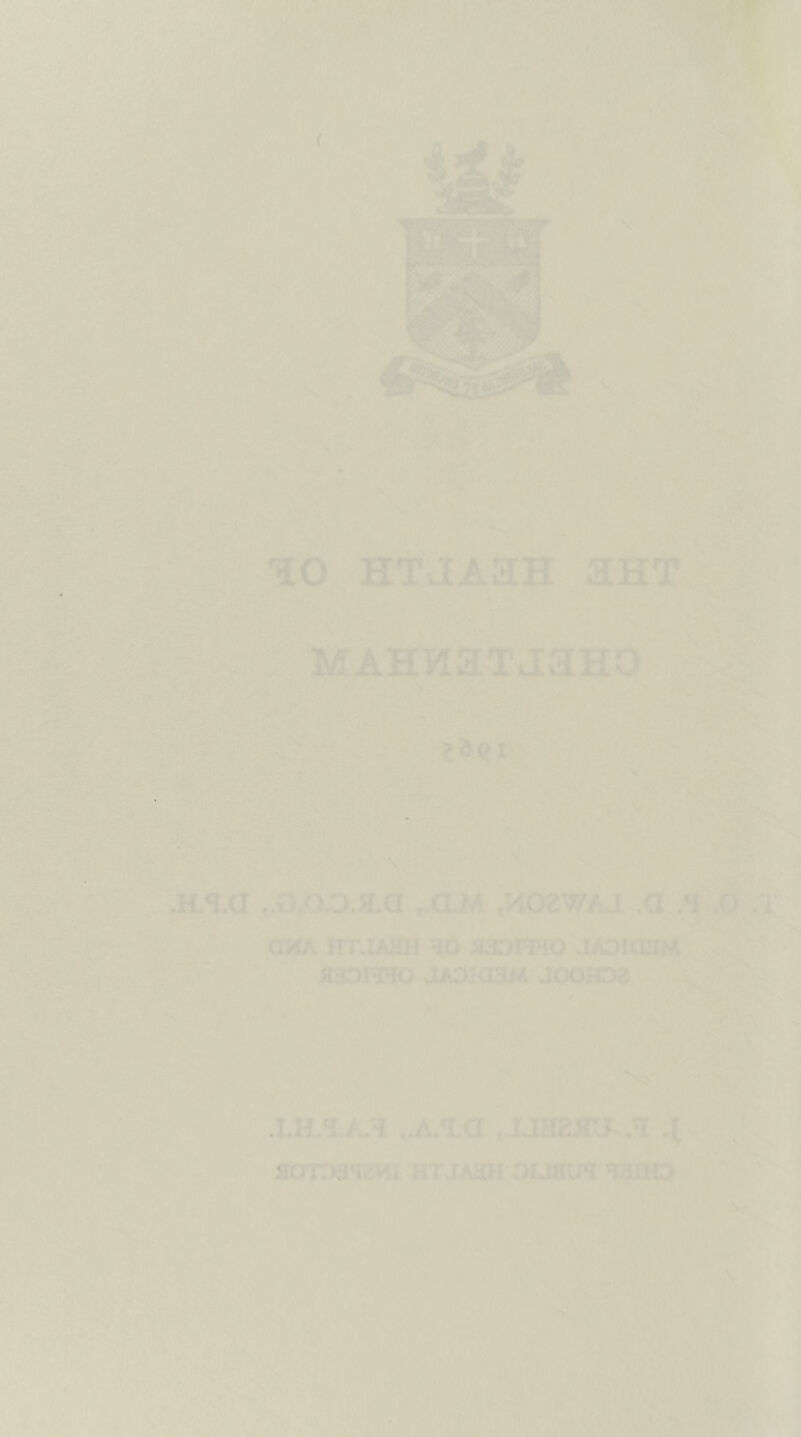 THE HEALTH OF
CHELTENHAM
1965
T. O. P. D. LAWSON, M.D., D.R.C.O.G., D.P.H.
MEDICAL OFFICER OF HEALTH AND
SCHOOL MEDICAL OFFICER
F.
D.P.A., F.A.P.H.I.
CHIEF PUBLIC HEALTH INSPECTOR